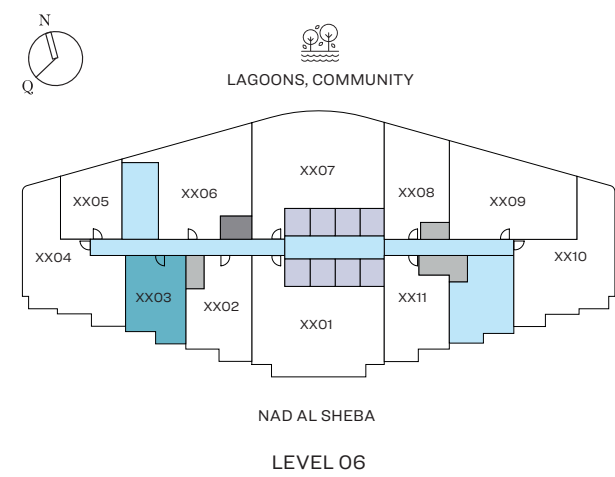 N
Q
LAGOONS, COMMUNITY
XX07
XX05
XX06
XX08
XX09
XX04
XX10
XX03
XX02
XX11
XX01
NAD AL SHEBA
LEVEL 06